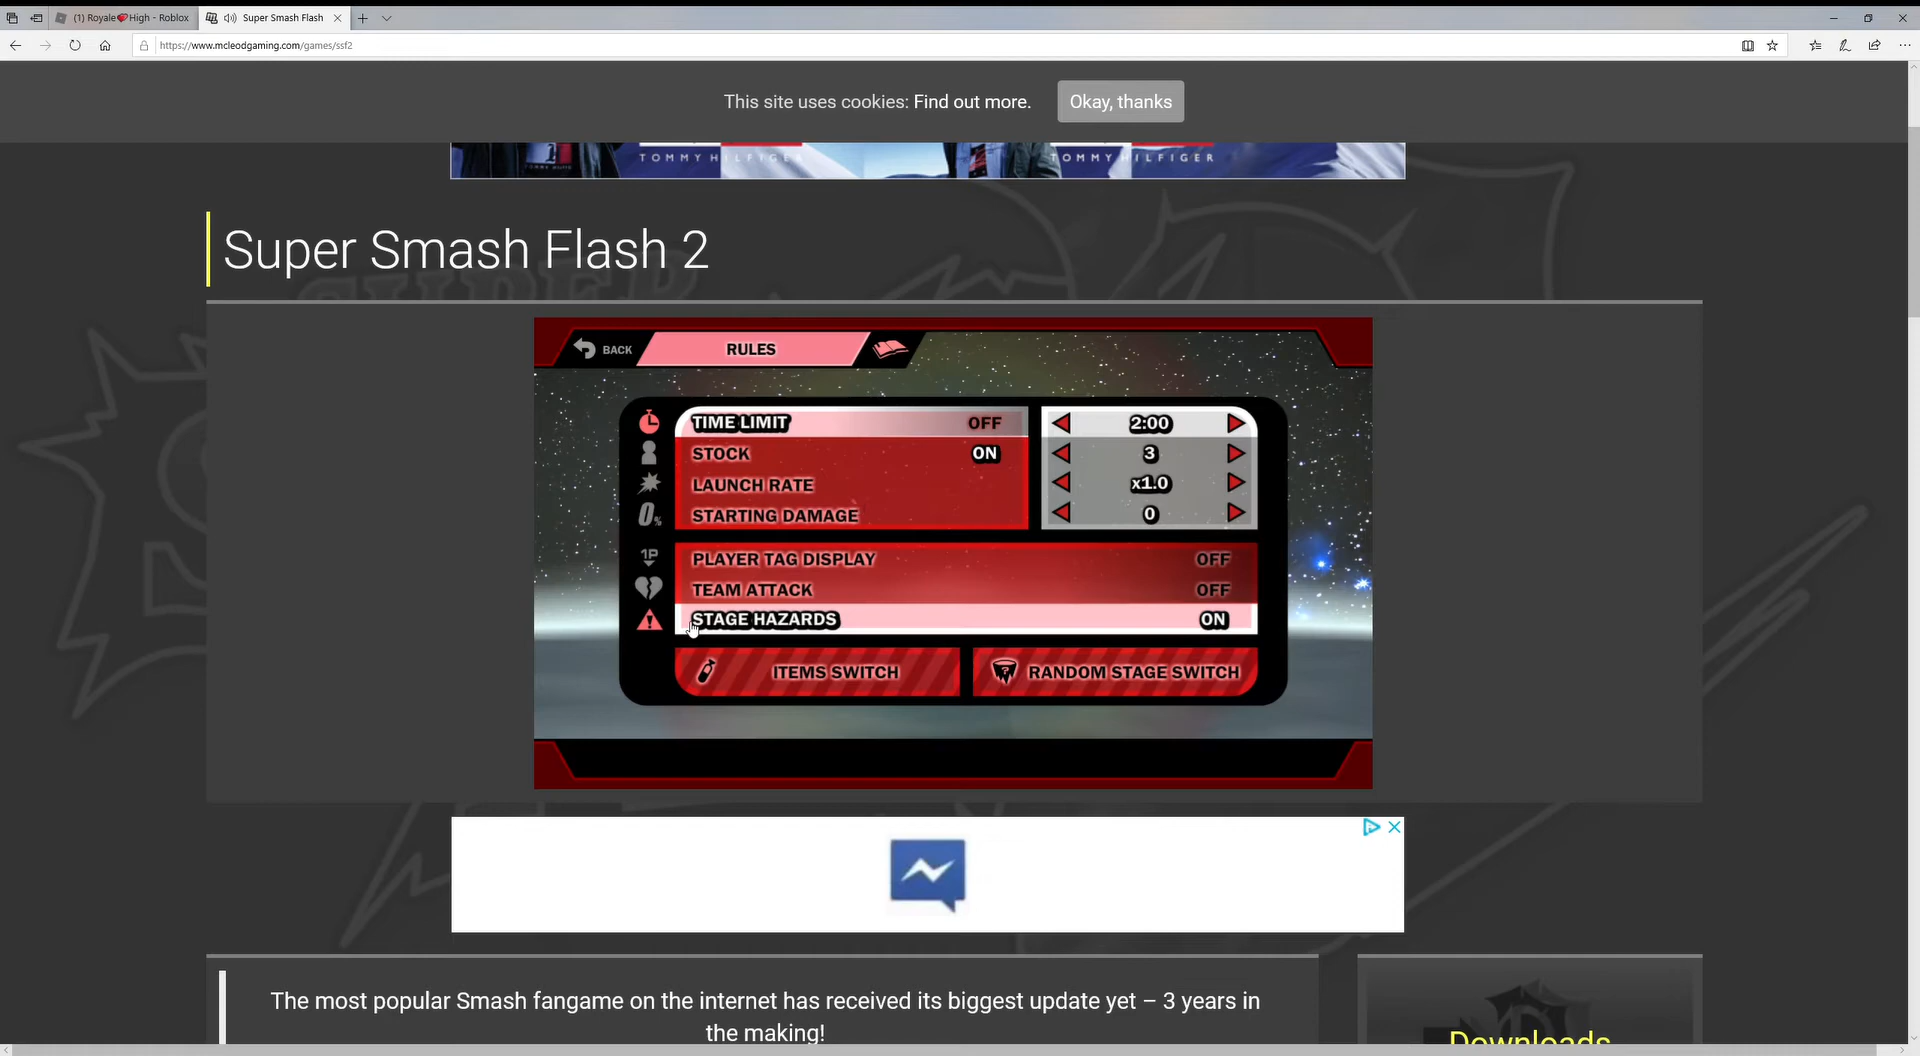 (1) Royale❤️High - Roblox
Super Smash Flash
https://www.mcleodgaming.com/games/ssf2
This site uses cookies: Find out more.
Okay, thanks
TOMMY HILFIGER TOMMY HILFIGER
Super Smash Flash 2
BACK RULES
TIME LIMIT OFF 2:00
STOCK ON 3
LAUNCH RATE x1.0
0% STARTING DAMAGE 0
1P PLAYER TAG DISPLAY OFF
TEAM ATTACK OFF
STAGE HAZARDS ON
ITEMS SWITCH ? RANDOM STAGE SWITCH
The most popular Smash fangame on the internet has received its biggest update yet – 3 years in
the making!
Downloads